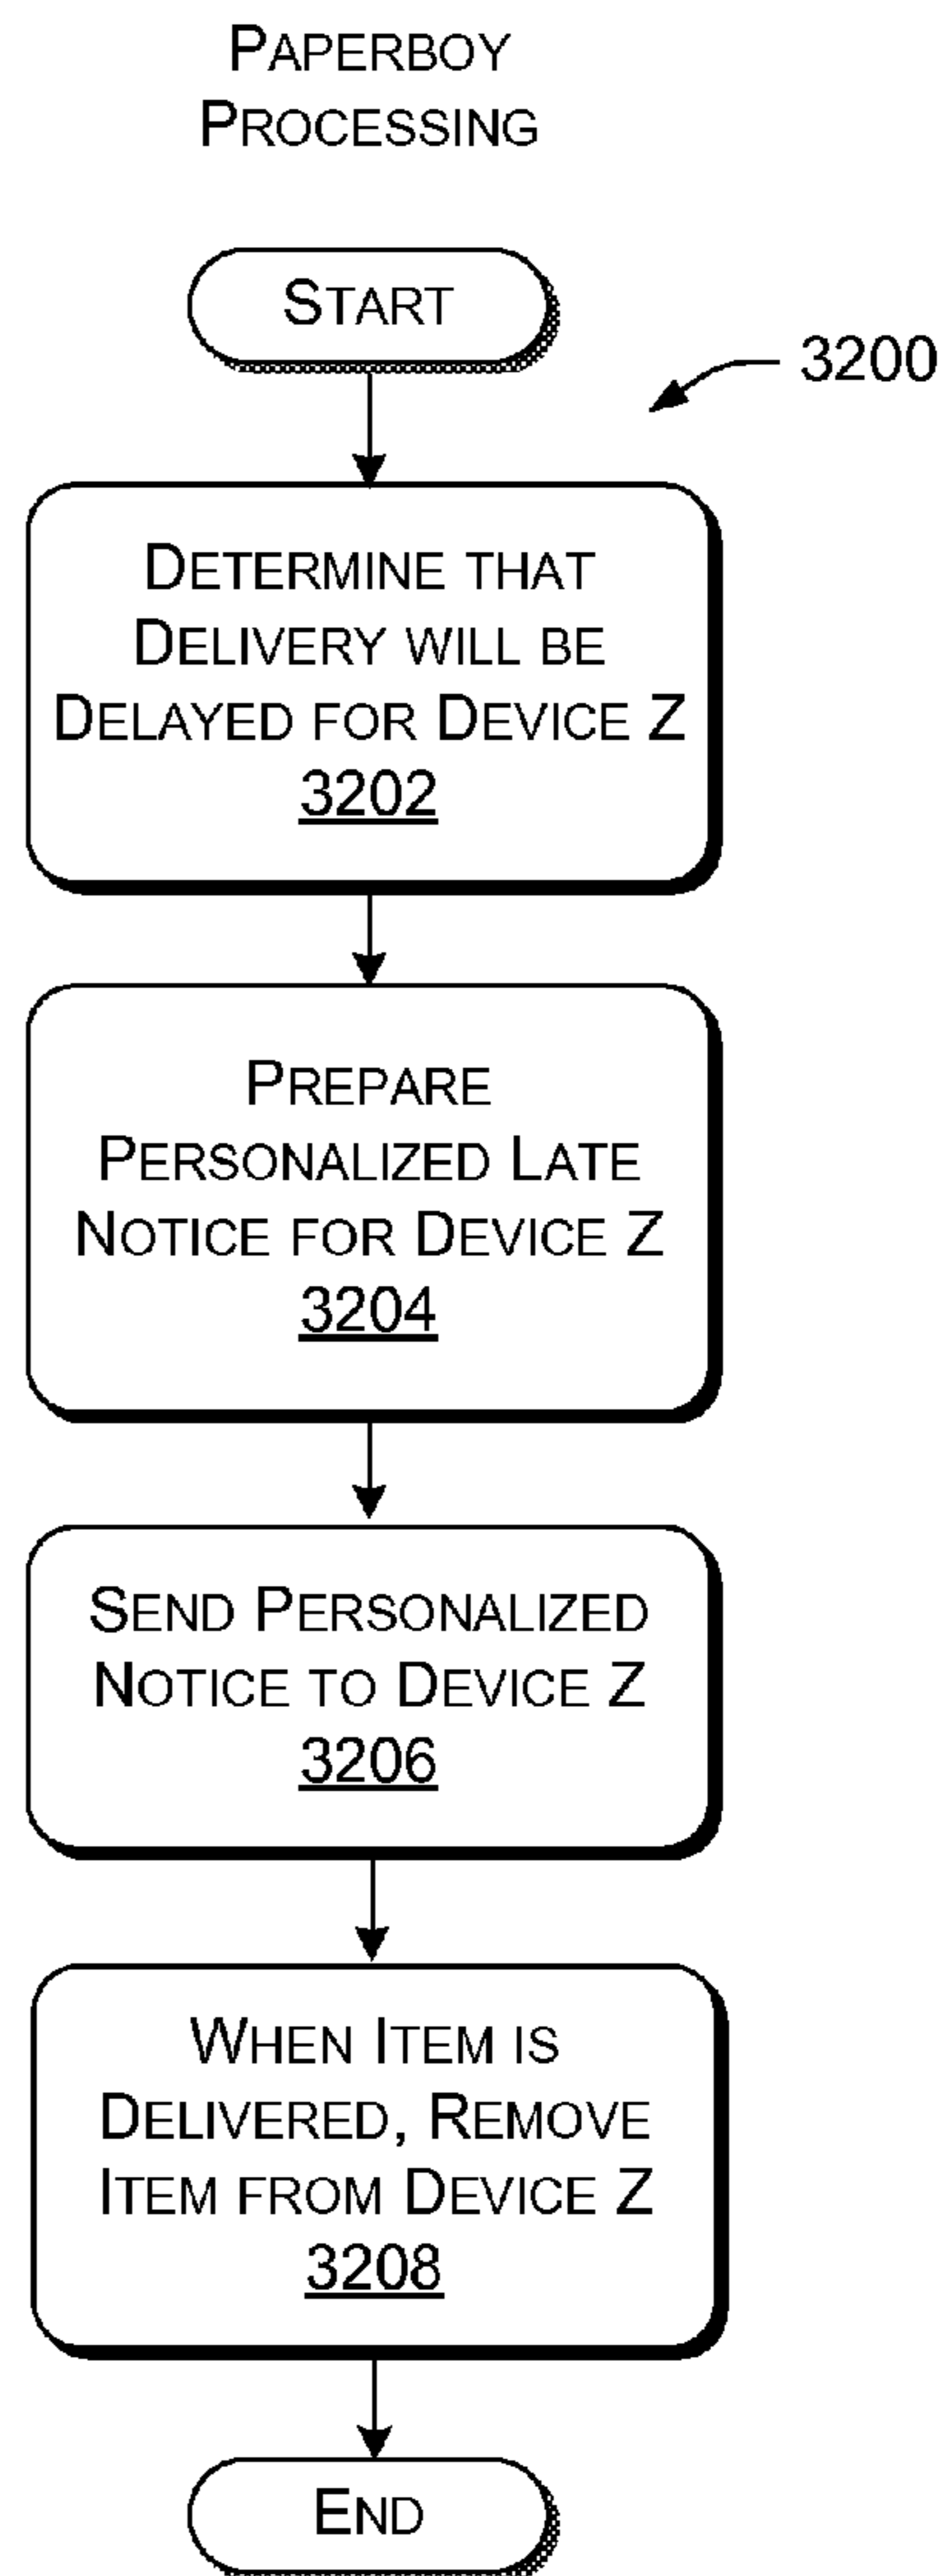 PAPERBOY
PROCESSING
START
3200
DETERMINE THAT
DELIVERY WILL BE
DELAYED FOR DEVICE Z
3202
PREPARE
PERSONALIZED LATE
NOTICE FOR DEVICE Z
3204
SEND PERSONALIZED
NOTICE TO DEVICE Z
3206
WHEN ITEM IS
DELIVERED, REMOVE
ITEM FROM DEVICE Z
3208
END